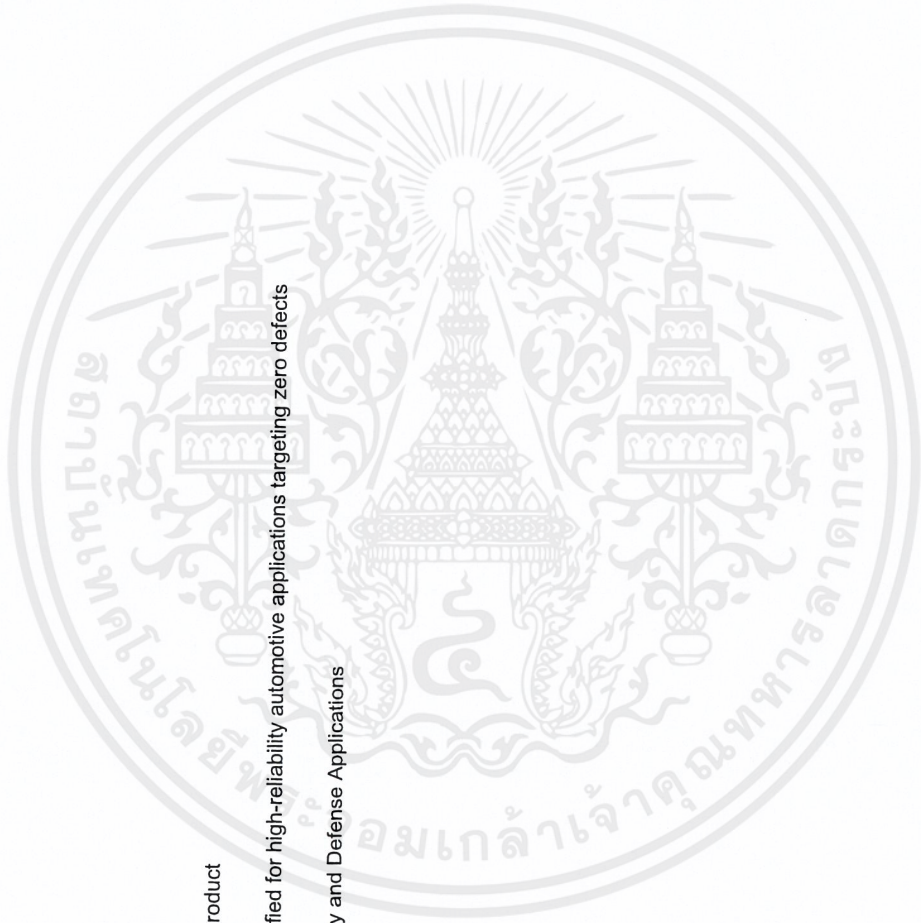 roduct
fied for high-reliability automotive applications targeting zero defects
y and Defense Applications
สถาบันเทคโนโลยีพระจอมเกล้าเจ้าคุณทหารลาดกระบัง